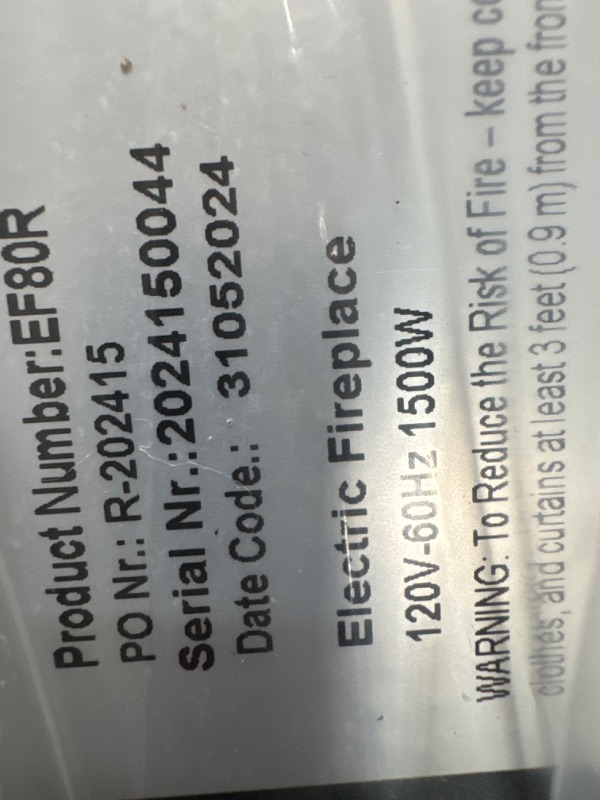 Product Number:EF80R
PO Nr.: R-202415
Serial Nr.:2024150044
Date Code.: 31052024
Electric Fireplace
120V-60Hz 1500W
WARNING: To Reduce the Risk of Fire – keep
clothes, and curtains at least 3 feet (0.9 m) from the